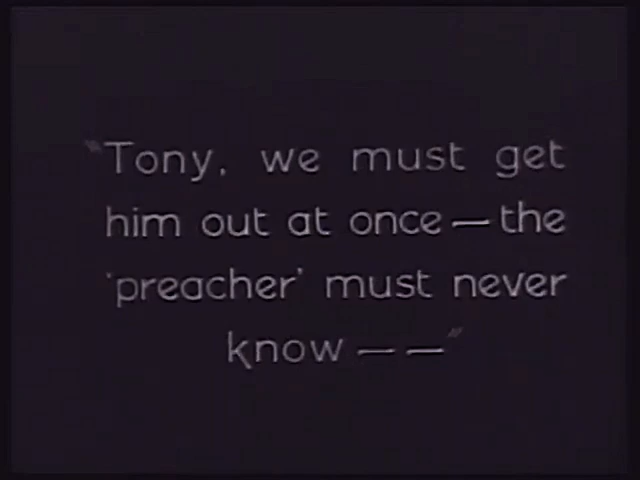 "Tony, we must get
him out at once — the
'preacher' must never
know — —"